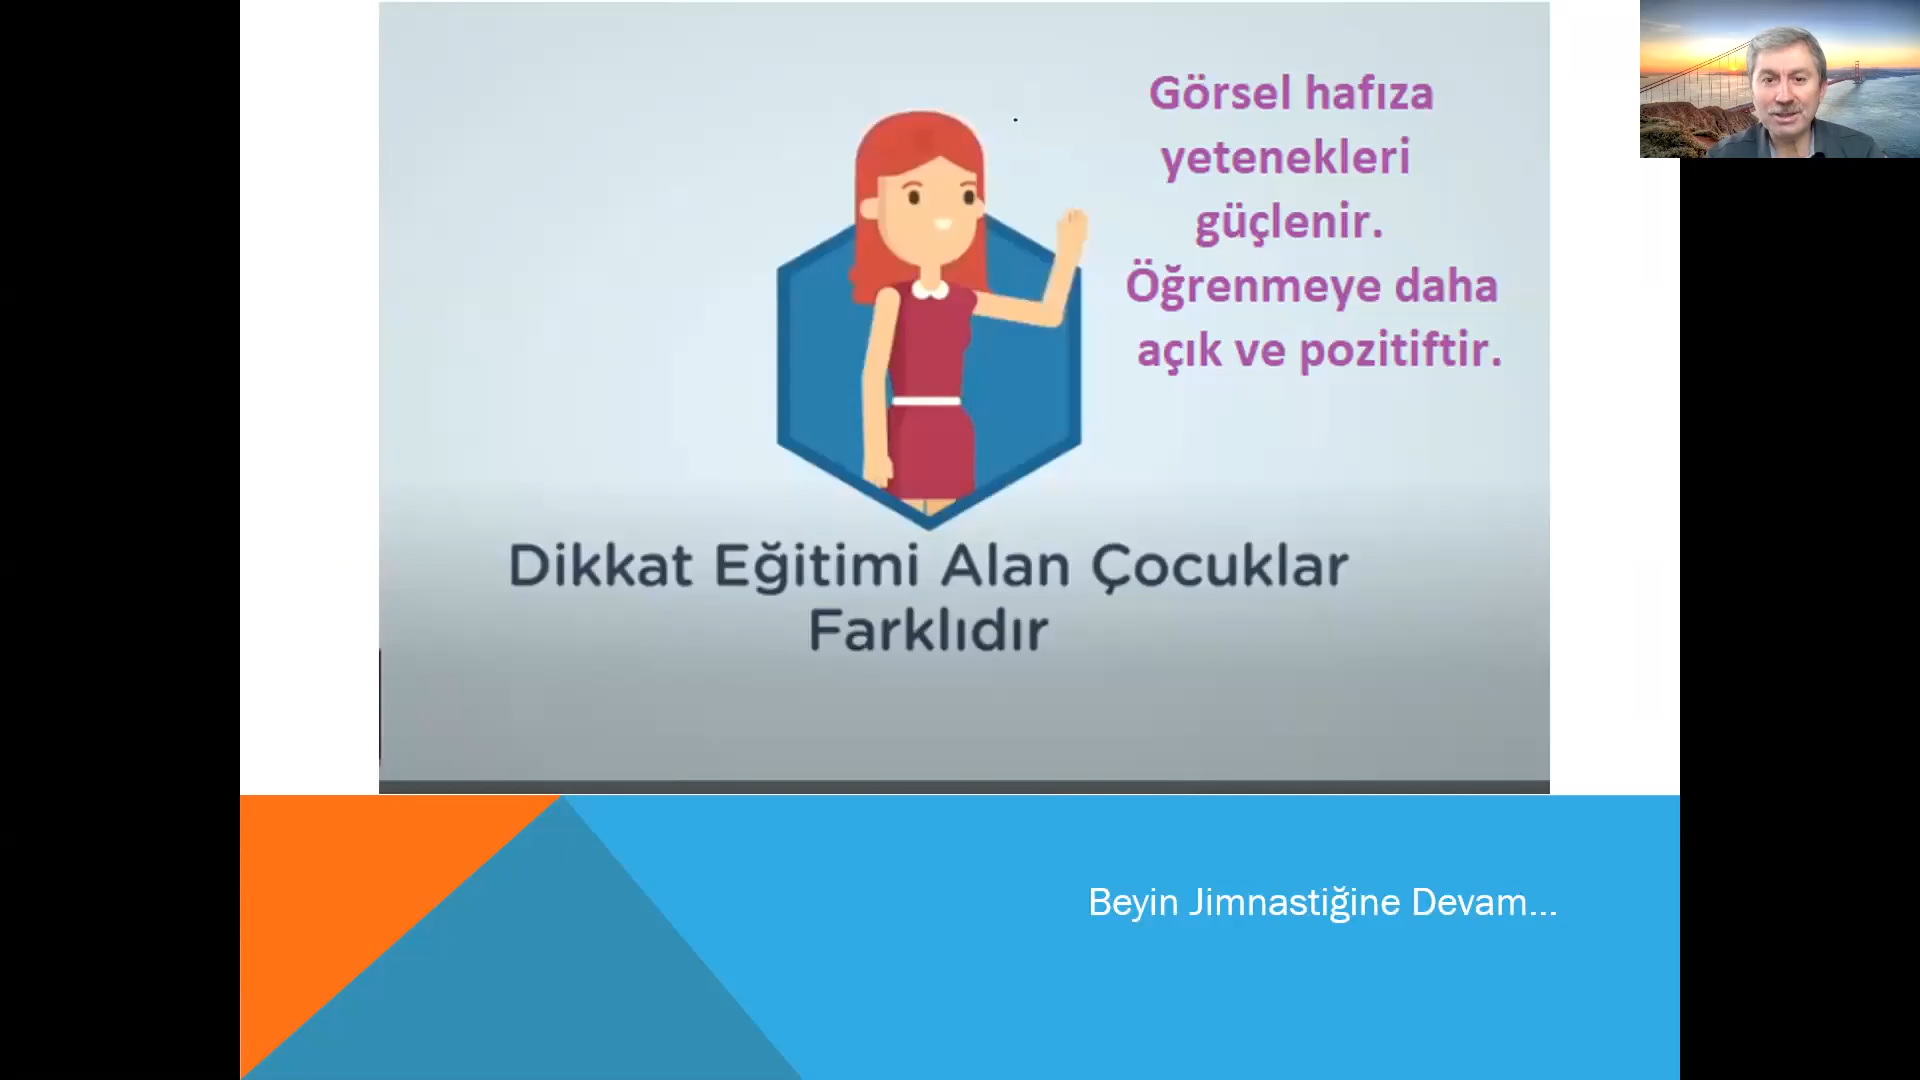 Görsel hafıza
yetenekleri
güçlenir.
Öğrenmeye daha
açık ve pozitiftir.
Dikkat Eğitimi Alan Çocuklar
Farklıdır
Beyin Jimnastiğine Devam...